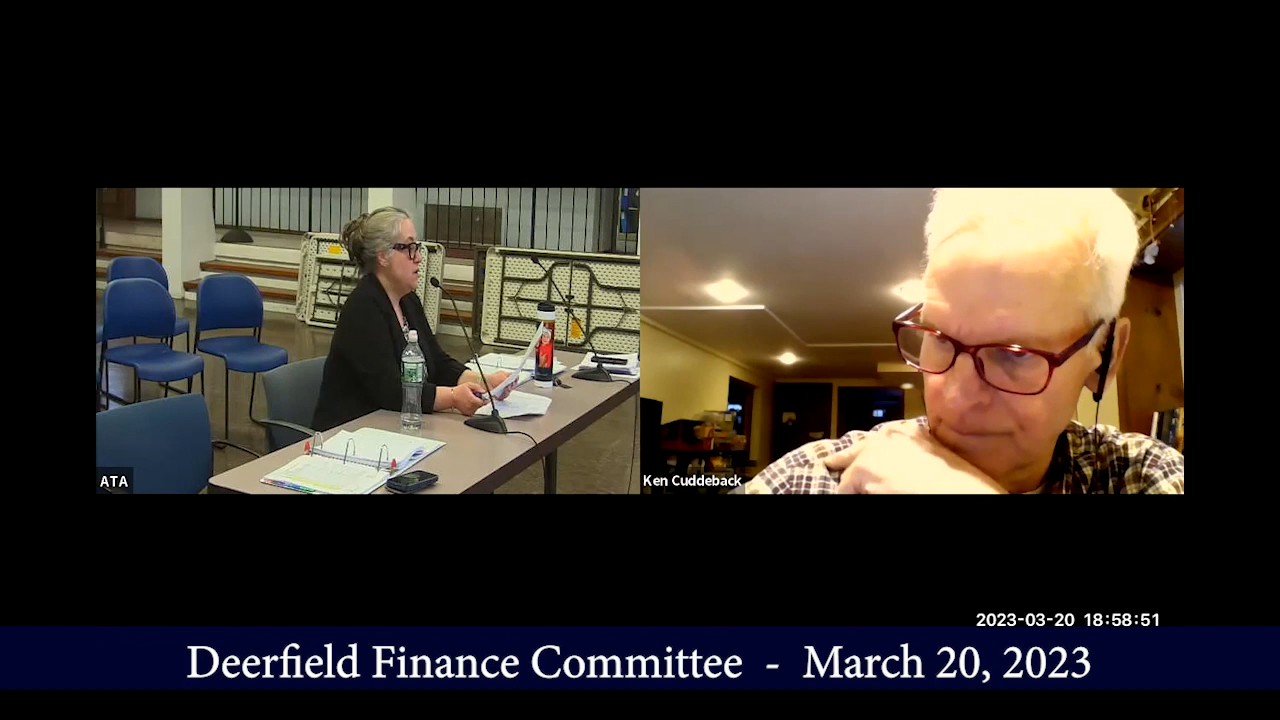 ATA
Ken Cuddeback
2023-03-20 18:58:51
Deerfield Finance Committee - March 20, 2023